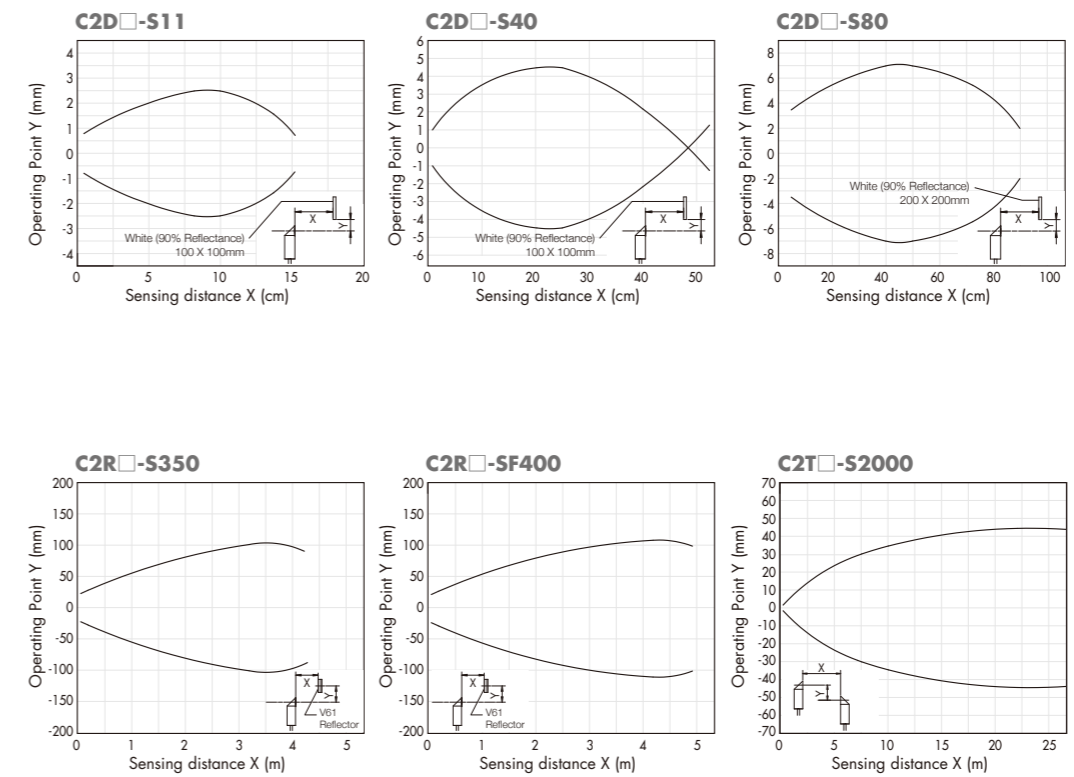 C2D□-S11
Operating Point Y (mm)
4
3
2
1
0
-1
-2
-3
-4
White (90% Reflectance)
100 X 100mm
X
Y
0 5 10 15 20
Sensing distance X (cm)
C2D□-S40
Operating Point Y (mm)
6
5
4
3
2
1
0
-1
-2
-3
-4
-5
-6
White (90% Reflectance)
100 X 100mm
X
Y
0 10 20 30 40 50
Sensing distance X (cm)
C2D□-S80
Operating Point Y (mm)
8
6
4
2
0
-2
-4
-6
-8
White (90% Reflectance)
200 X 200mm
X
Y
0 20 40 60 80 100
Sensing distance X (cm)
C2R□-S350
Operating Point Y (mm)
200
150
100
50
0
-50
-100
-150
-200
X
Y
V61
Reflector
0 1 2 3 4 5
Sensing distance X (m)
C2R□-SF400
Operating Point Y (mm)
200
150
100
50
0
-50
-100
-150
-200
X
Y
V61
Reflector
0 1 2 3 4 5
Sensing distance X (m)
C2T□-S2000
Operating Point Y (mm)
70
60
50
40
30
20
10
0
-10
-20
-30
-40
-50
-60
-70
X
Y
0 5 10 15 20 25
Sensing distance X (m)